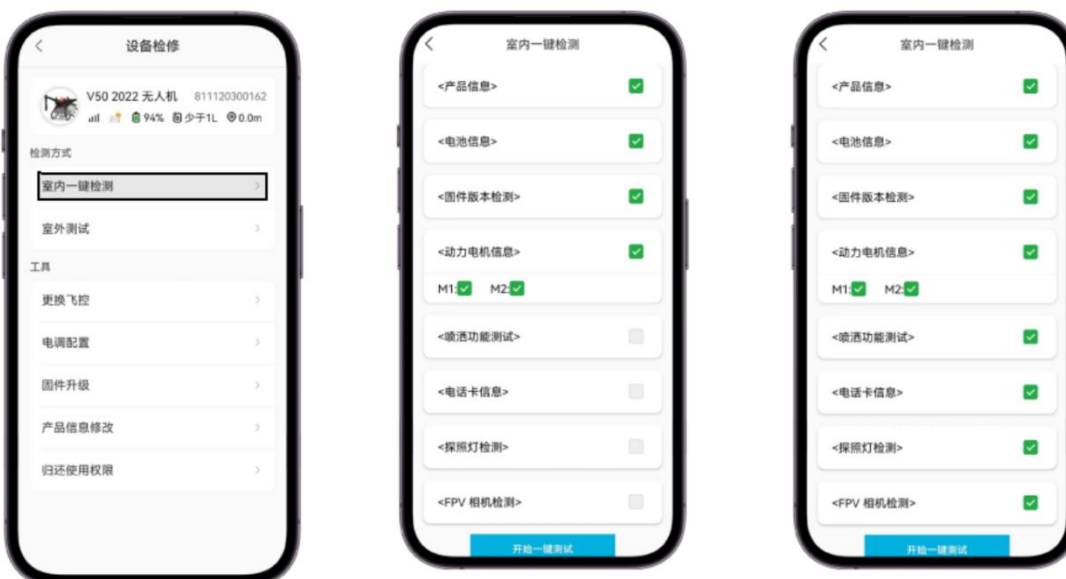 设备检修
V50 2022 无人机 811120300162
94% 少于1L 0.0m
检测方式
室内一键检测
室外测试
工具
更换飞控
电调配置
固件升级
产品信息修改
归还使用权限
室内一键检测
<产品信息>
<电池信息>
<固件版本检测>
<动力电机信息>
M1: M2:
<喷洒功能测试>
<电话卡信息>
<探照灯检测>
<FPV 相机检测>
开始一键测试
室内一键检测
<产品信息>
<电池信息>
<固件版本检测>
<动力电机信息>
M1: M2:
<喷洒功能测试>
<电话卡信息>
<探照灯检测>
<FPV 相机检测>
开始一键测试